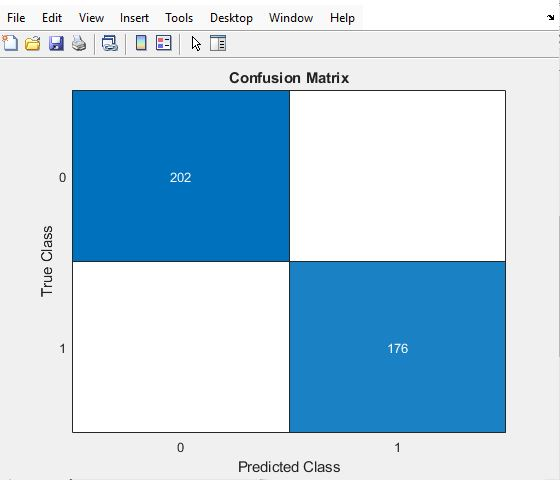 File Edit View Insert Tools Desktop Window Help
Confusion Matrix
True Class
0
202
1
176
0 1
Predicted Class